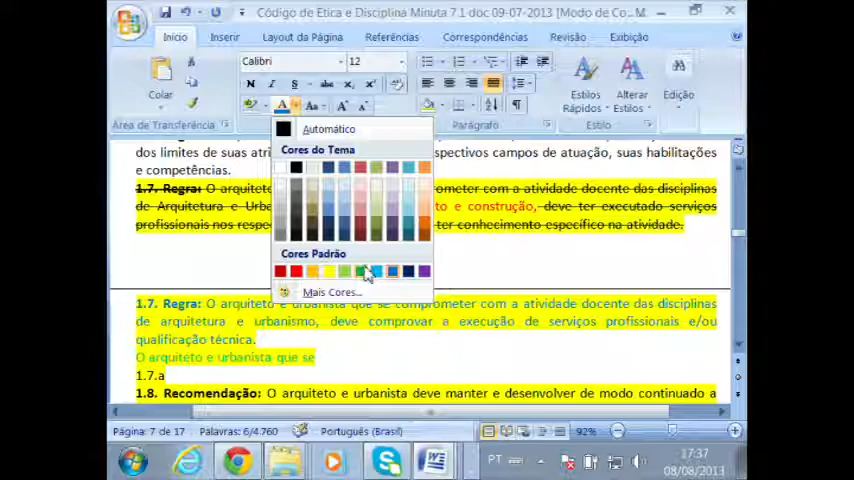 Código de Etica e Disciplina Minuta 7.1 doc 09-07-2013 [Modo de Co... M...
Início Inserir Layout da Página Referências Correspondências Revisão Exibição
Calibri 12
Colar
N I S abc x₂ x²
A Aa A A
Estilos Rápidos
Alterar Estilos
Edição
Área de Transferência Parágrafo Estilo
Automático
Cores do Tema
Cores Padrão
Mais Cores...
dos limites de suas atri spectivos campos de atuação, suas habilitações
e competências.
1.7. Regra: O arquitet ometer com a atividade docente das disciplinas
de Arquitetura e Urba to e construção, deve ter executado serviços
profissionais nos respe ter conhecimento específico na atividade.
1.7. Regra: O arquiteto e urbanista que se comprometer com a atividade docente das disciplinas
de arquitetura e urbanismo, deve comprovar a execução de serviços profissionais e/ou
qualificação técnica.
O arquiteto e urbanista que se
1.7.a
1.8. Recomendação: O arquiteto e urbanista deve manter e desenvolver de modo continuado a
Página: 7 de 17 Palavras: 6/4.760 Português (Brasil) 92%
PT 17:37
08/08/2013